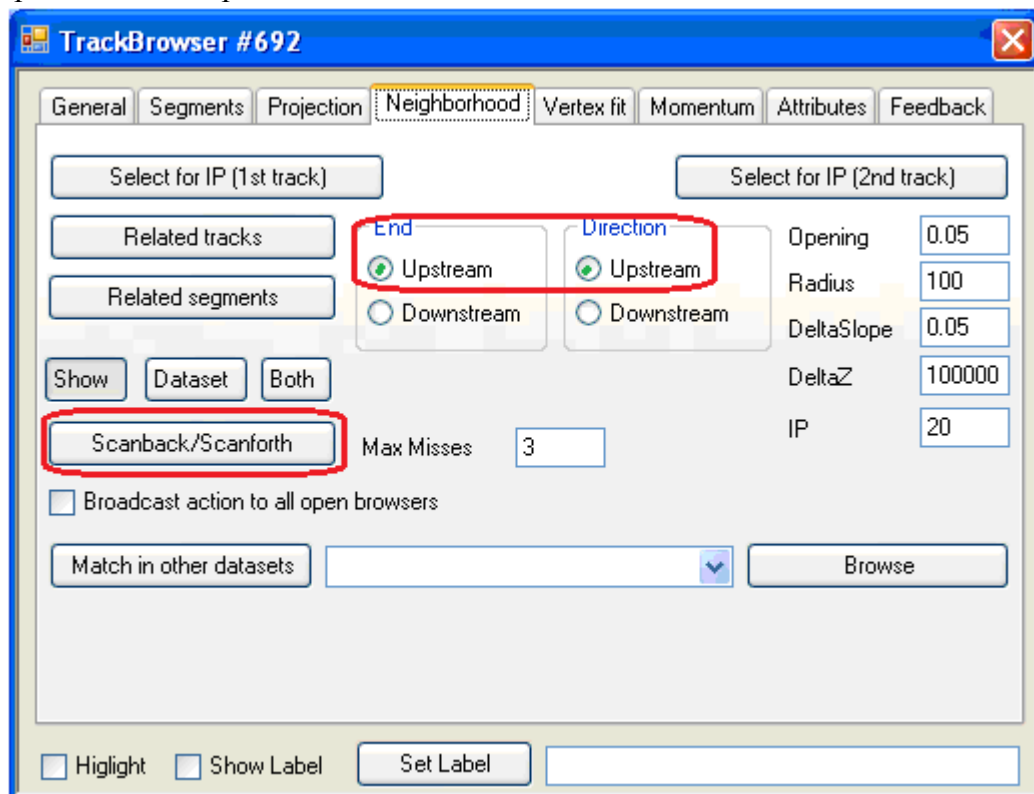 TrackBrowser #692
General Segments Projection Neighborhood Vertex fit Momentum Attributes Feedback
Select for IP (1st track) Select for IP (2nd track)
Related tracks End Direction Opening 0.05
Upstream Upstream
Related segments Radius 100
Downstream Downstream
DeltaSlope 0.05
Show Dataset Both DeltaZ 100000
Scanback/Scanforth Max Misses 3 IP 20
Broadcast action to all open browsers
Match in other datasets Browse
Higlight Show Label Set Label